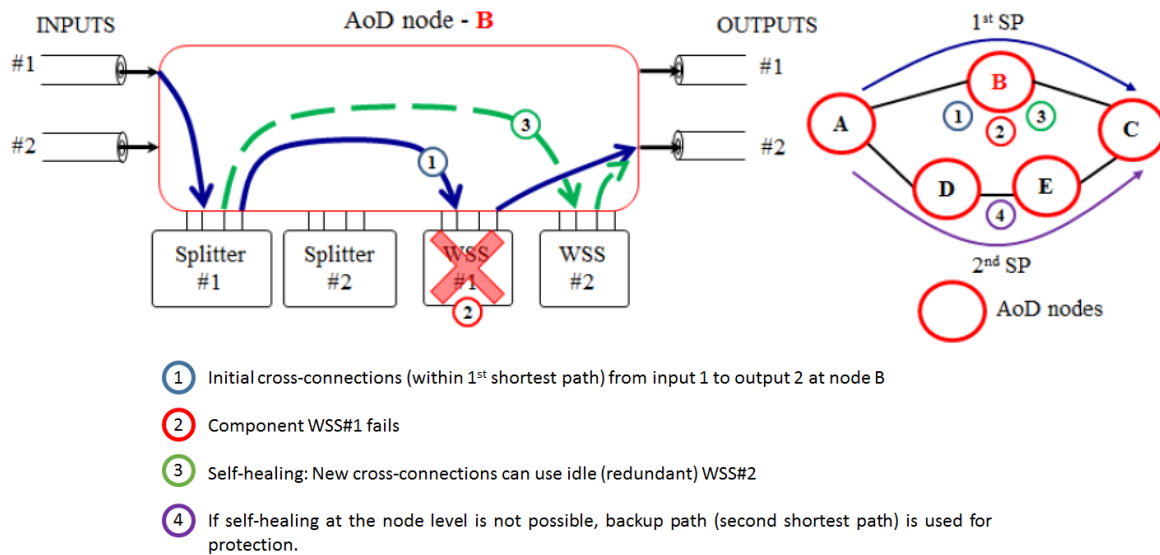 AoD node - B
INPUTS
OUTPUTS
1st SP
#1
#1
#2
#2
3
1
A
B
C
1
2
3
D
E
4
2nd SP
Splitter
#1
Splitter
#2
WSS
#1
2
WSS
#2
AoD nodes
1 Initial cross-connections (within 1st shortest path) from input 1 to output 2 at node B
2 Component WSS#1 fails
3 Self-healing: New cross-connections can use idle (redundant) WSS#2
4 If self-healing at the node level is not possible, backup path (second shortest path) is used for
protection.